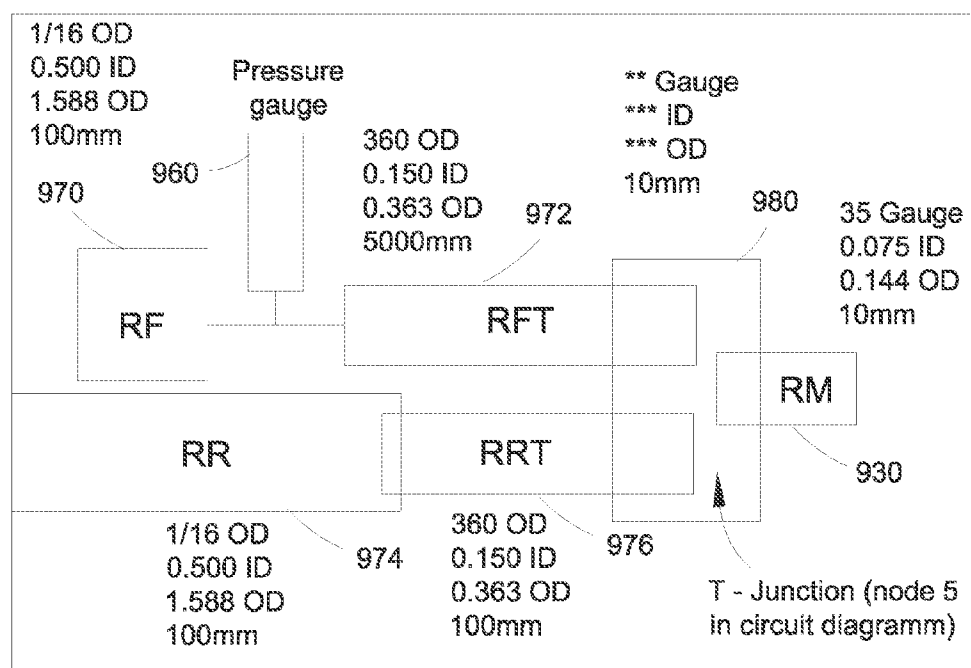 1/16 OD
0.500 ID
1.588 OD
100mm
970
Pressure
gauge
960
360 OD
0.150 ID
0.363 OD
5000mm
972
** Gauge
*** ID
*** OD
10mm
980
35 Gauge
0.075 ID
0.144 OD
10mm
RF
RFT
RM
RR
RRT
930
1/16 OD
0.500 ID
1.588 OD
100mm
974
360 OD
0.150 ID
0.363 OD
100mm
976
T - Junction (node 5
in circuit diagramm)